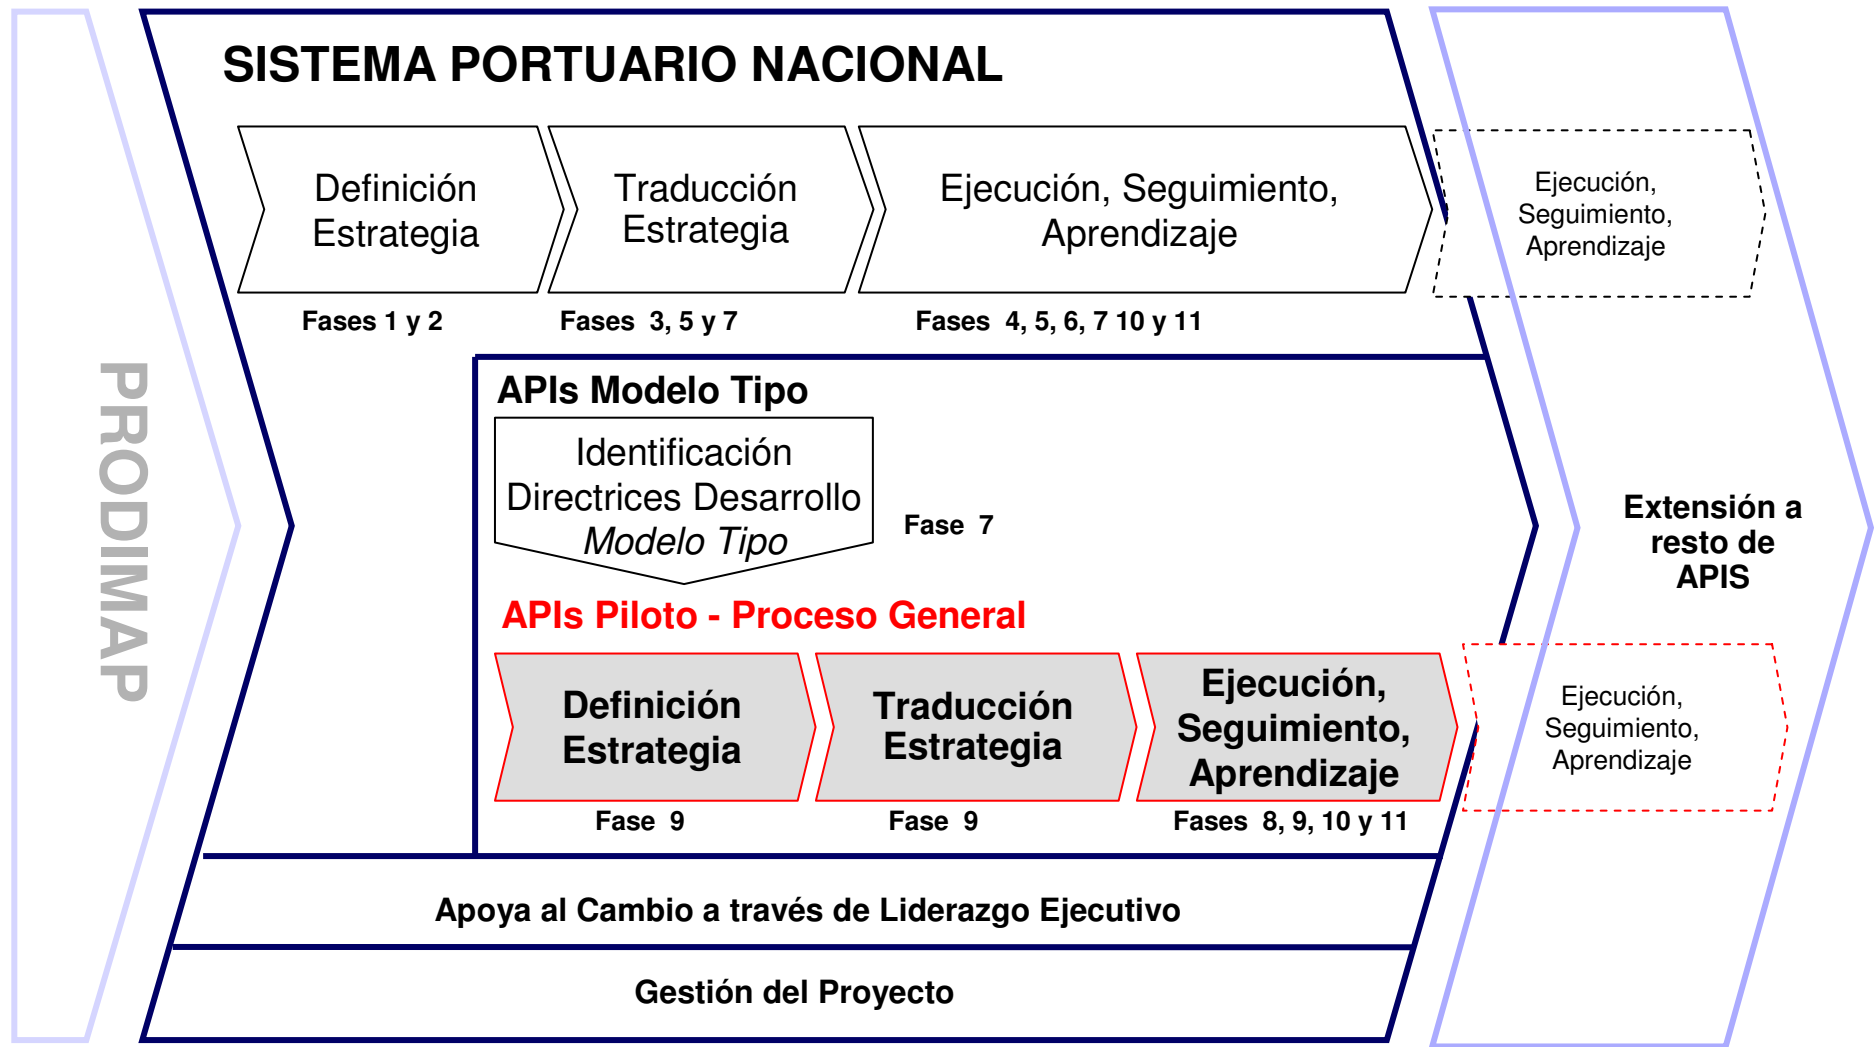 PRODIMAP
SISTEMA PORTUARIO NACIONAL
Definición
Estrategia
Traducción
Estrategia
Ejecución, Seguimiento,
Aprendizaje
Ejecución,
Seguimiento,
Aprendizaje
Fases 1 y 2
Fases 3, 5 y 7
Fases 4, 5, 6, 7 10 y 11
APIs Modelo Tipo
Identificación
Directrices Desarrollo
Modelo Tipo
Fase 7
Extensión a
resto de
APIS
APIs Piloto - Proceso General
Definición
Estrategia
Traducción
Estrategia
Ejecución,
Seguimiento,
Aprendizaje
Ejecución,
Seguimiento,
Aprendizaje
Fase 9
Fase 9
Fases 8, 9, 10 y 11
Apoya al Cambio a través de Liderazgo Ejecutivo
Gestión del Proyecto